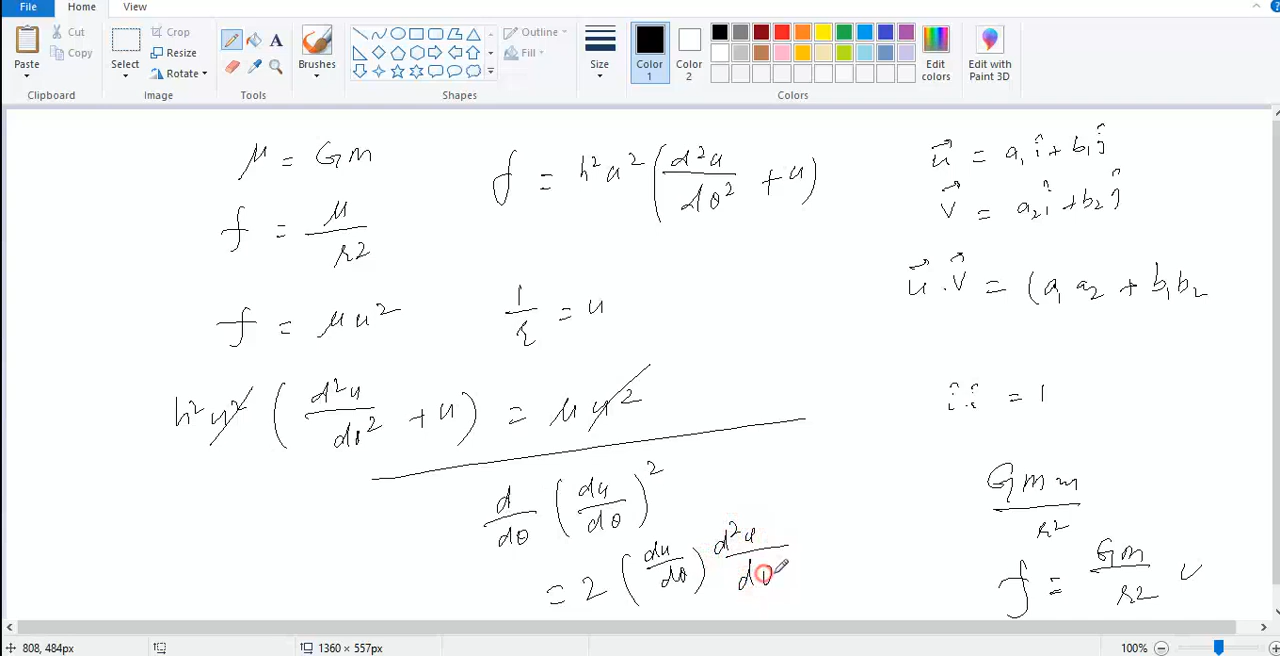 File Home View
Paste Cut Copy Clipboard
Select Crop Resize Rotate Image
A Tools
Brushes
Outline Fill Shapes
Size
Color 1 Color 2 Edit colors Colors
Edit with Paint 3D
μ = Gm
f = μ / r2
f = μu²
1/r = u
f = h²u² (d²u/dθ² + u)
h²u² (d²u/dθ² + u) = μu²
d/dθ (du/dθ)²
= 2 (du/dθ) d²u/dθ
u⃗ = a₁î + b₁ĵ
v⃗ = a₂î + b₂ĵ
u⃗ . v⃗ = (a₁ a₂ + b₁b₂
î.î = 1
Gmm / r²
f = Gm / r2 ✓
808, 484px
1360 × 557px
100%